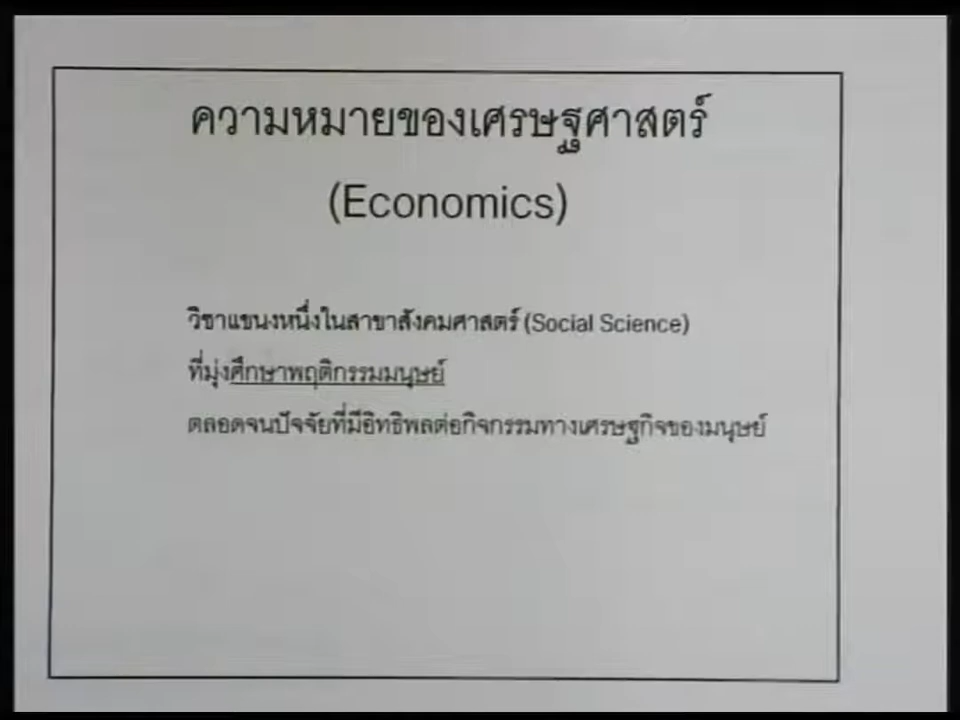 ความหมายของเศรษฐศาสตร์
(Economics)
วิชาแขนงหนึ่งในสาขาสังคมศาสตร์ (Social Science)
ที่มุ่งศึกษาพฤติกรรมมนุษย์
ตลอดจนปัจจัยที่มีอิทธิพลต่อกิจกรรมทางเศรษฐกิจของมนุษย์